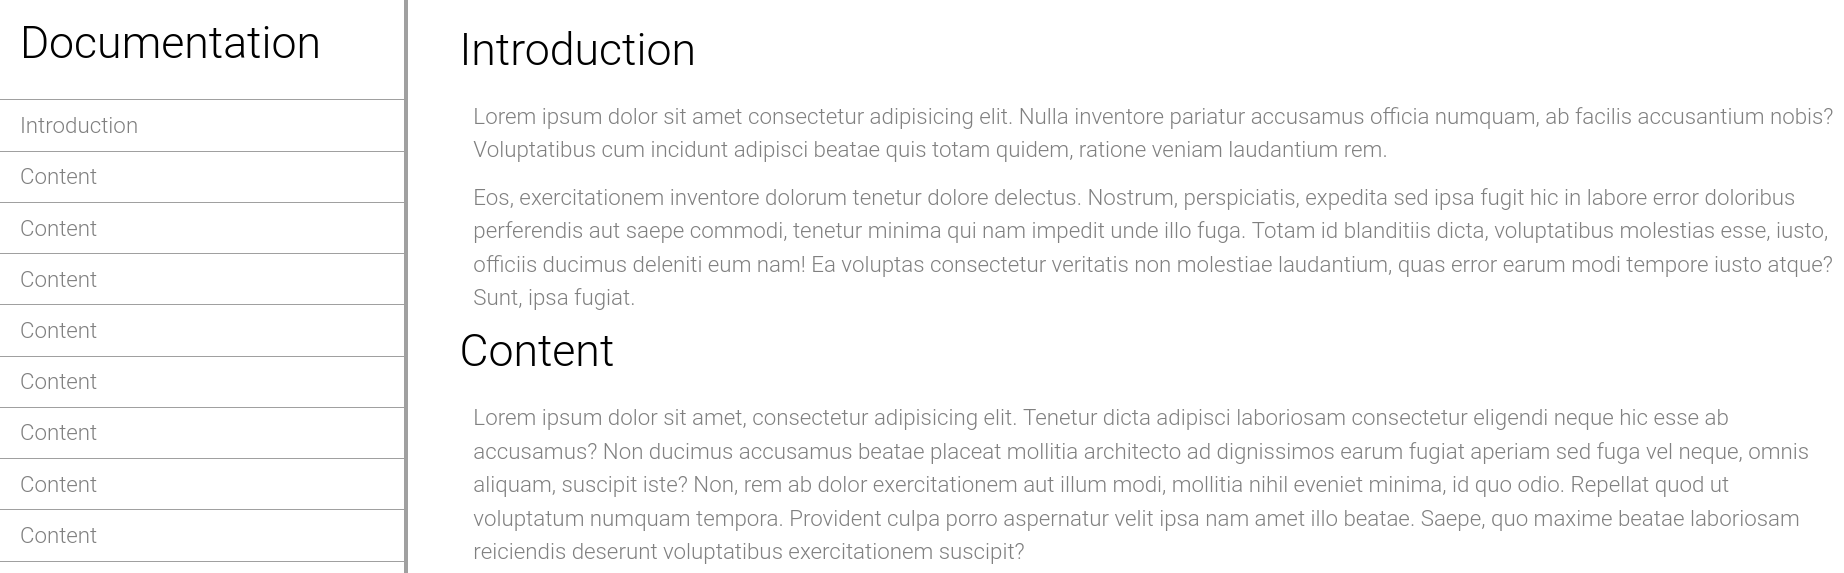 Documentation
Introduction
Content
Content
Content
Content
Content
Content
Content
Content
Introduction
Lorem ipsum dolor sit amet consectetur adipisicing elit. Nulla inventore pariatur accusamus officia numquam, ab facilis accusantium nobis?
Voluptatibus cum incidunt adipisci beatae quis totam quidem, ratione veniam laudantium rem.
Eos, exercitationem inventore dolorum tenetur dolore delectus. Nostrum, perspiciatis, expedita sed ipsa fugit hic in labore error doloribus
perferendis aut saepe commodi, tenetur minima qui nam impedit unde illo fuga. Totam id blanditiis dicta, voluptatibus molestias esse, iusto,
officiis ducimus deleniti eum nam! Ea voluptas consectetur veritatis non molestiae laudantium, quas error earum modi tempore iusto atque?
Sunt, ipsa fugiat.
Content
Lorem ipsum dolor sit amet, consectetur adipisicing elit. Tenetur dicta adipisci laboriosam consectetur eligendi neque hic esse ab
accusamus? Non ducimus accusamus beatae placeat mollitia architecto ad dignissimos earum fugiat aperiam sed fuga vel neque, omnis
aliquam, suscipit iste? Non, rem ab dolor exercitationem aut illum modi, mollitia nihil eveniet minima, id quo odio. Repellat quod ut
voluptatum numquam tempora. Provident culpa porro aspernatur velit ipsa nam amet illo beatae. Saepe, quo maxime beatae laboriosam
reiciendis deserunt voluptatibus exercitationem suscipit?